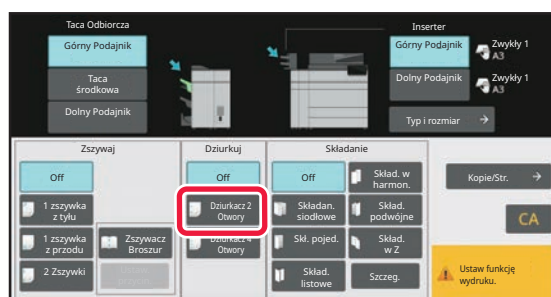 Taca Odbiorcza
Górny Podajnik
Taca
środkowa
Dolny Podajnik
Inserter
Górny Podajnik
Zwykły 1
A3
Dolny Podajnik
Zwykły 1
A3
Typ i rozmiar
Zszywaj
Off
1 zszywka
z tyłu
1 zszywka
z przodu
2 Zszywki
Zszywacz
Broszur
Dziurkuj
Off
Dziurkacz 2
Otwory
Dziurkacz 4
Otwory
Składanie
Off
Skład. w
harmon.
Składan.
siodłowe
Skład.
podwójne
Skł. pojed.
Skład.
w Z
Skład.
listowe
Szczeg.
Kopie/Str.
CA
Ustaw funkcję
wydruku.